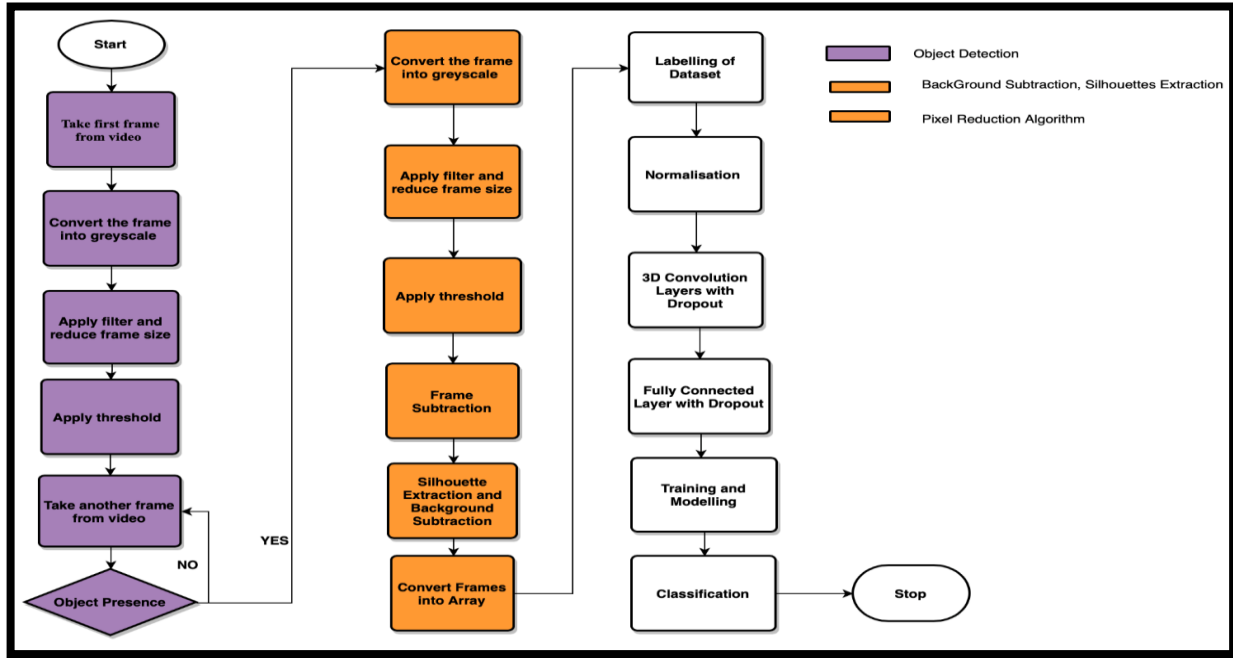 Start
Take first frame
from video
Convert the frame
into greyscale
Apply filter and
reduce frame size
Apply threshold
Take another frame
from video
NO
YES
Object Presence
Convert the frame
into greyscale
Apply filter and
reduce frame size
Apply threshold
Frame
Subtraction
Silhouette
Extraction and
Background
Subtraction
Convert Frames
into Array
Labelling of
Dataset
Normalisation
3D Convolution
Layers with
Dropout
Fully Connected
Layer with Dropout
Training and
Modelling
Classification
Stop
Object Detection
BackGround Subtraction, Silhouettes Extraction
Pixel Reduction Algorithm